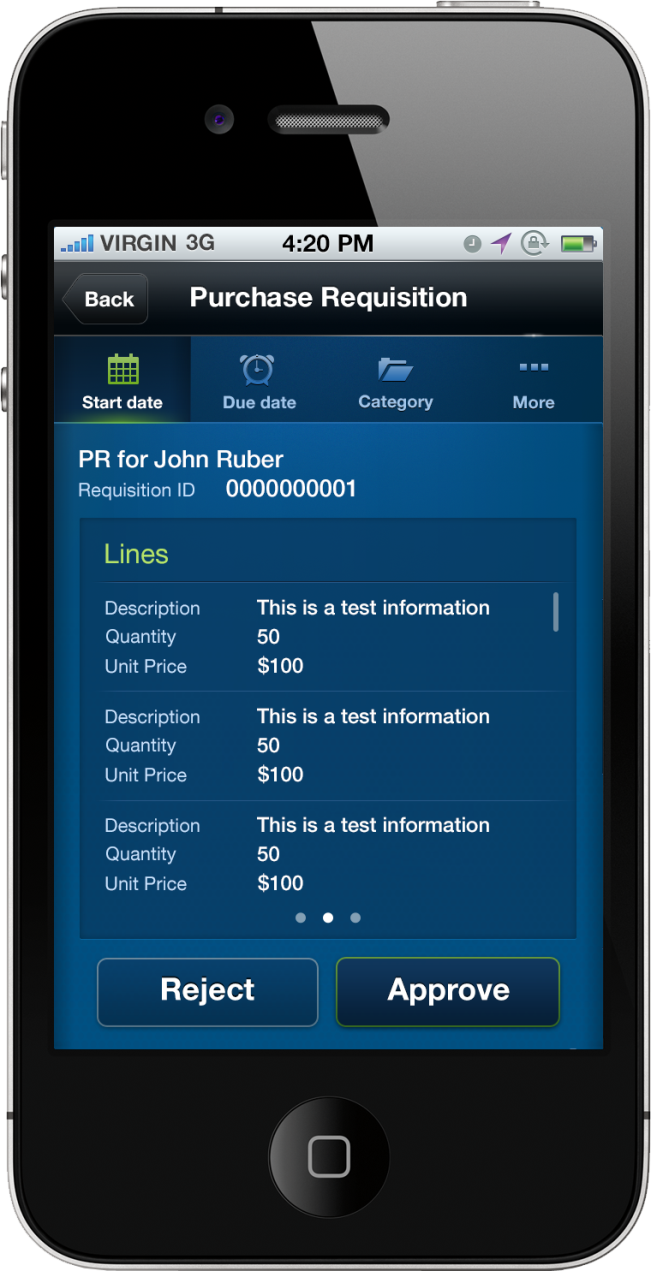 VIRGIN 3G 4:20 PM
Back Purchase Requisition
Start date Due date Category More
PR for John Ruber
Requisition ID 0000000001
Lines
Description This is a test information
Quantity 50
Unit Price $100
Description This is a test information
Quantity 50
Unit Price $100
Description This is a test information
Quantity 50
Unit Price $100
Reject Approve